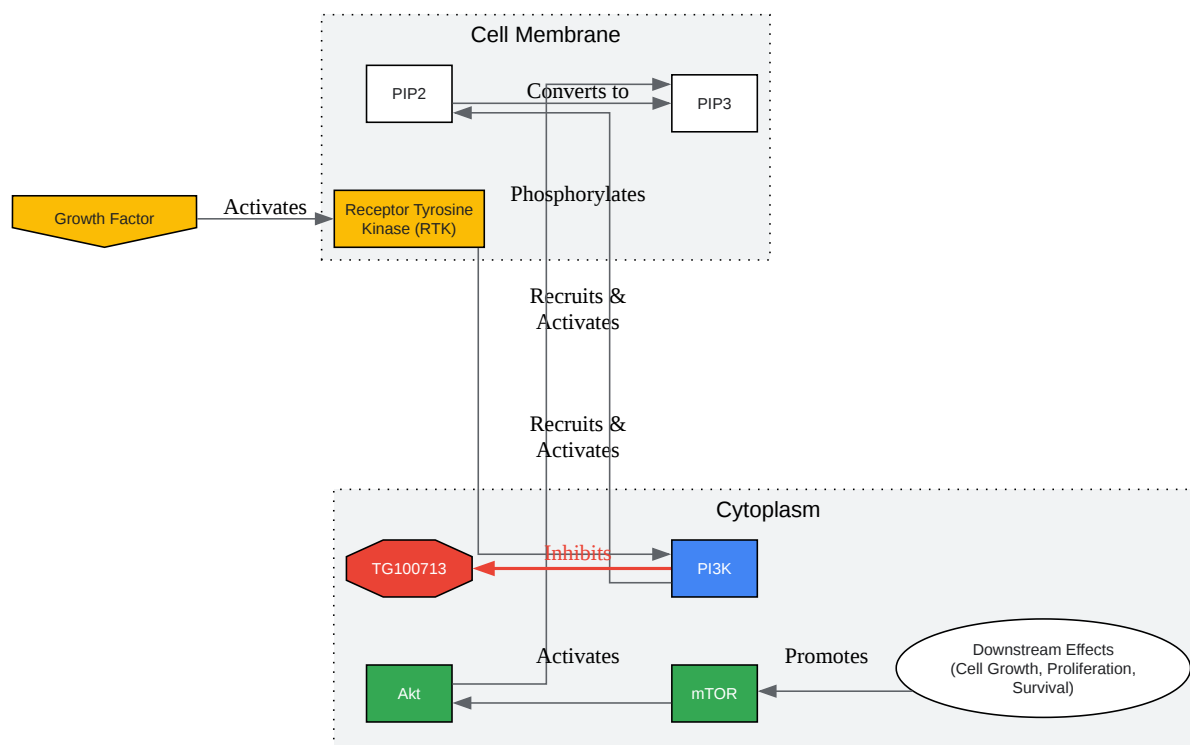 Cell Membrane
PIP2
Converts to
PIP3
Phosphorylates
Growth Factor
Activates
Receptor Tyrosine
Kinase (RTK)
Recruits &
Activates
Recruits &
Activates
Cytoplasm
TG100713
Inhibits
PI3K
Akt
Activates
mTOR
Promotes
Downstream Effects
(Cell Growth, Proliferation,
Survival)